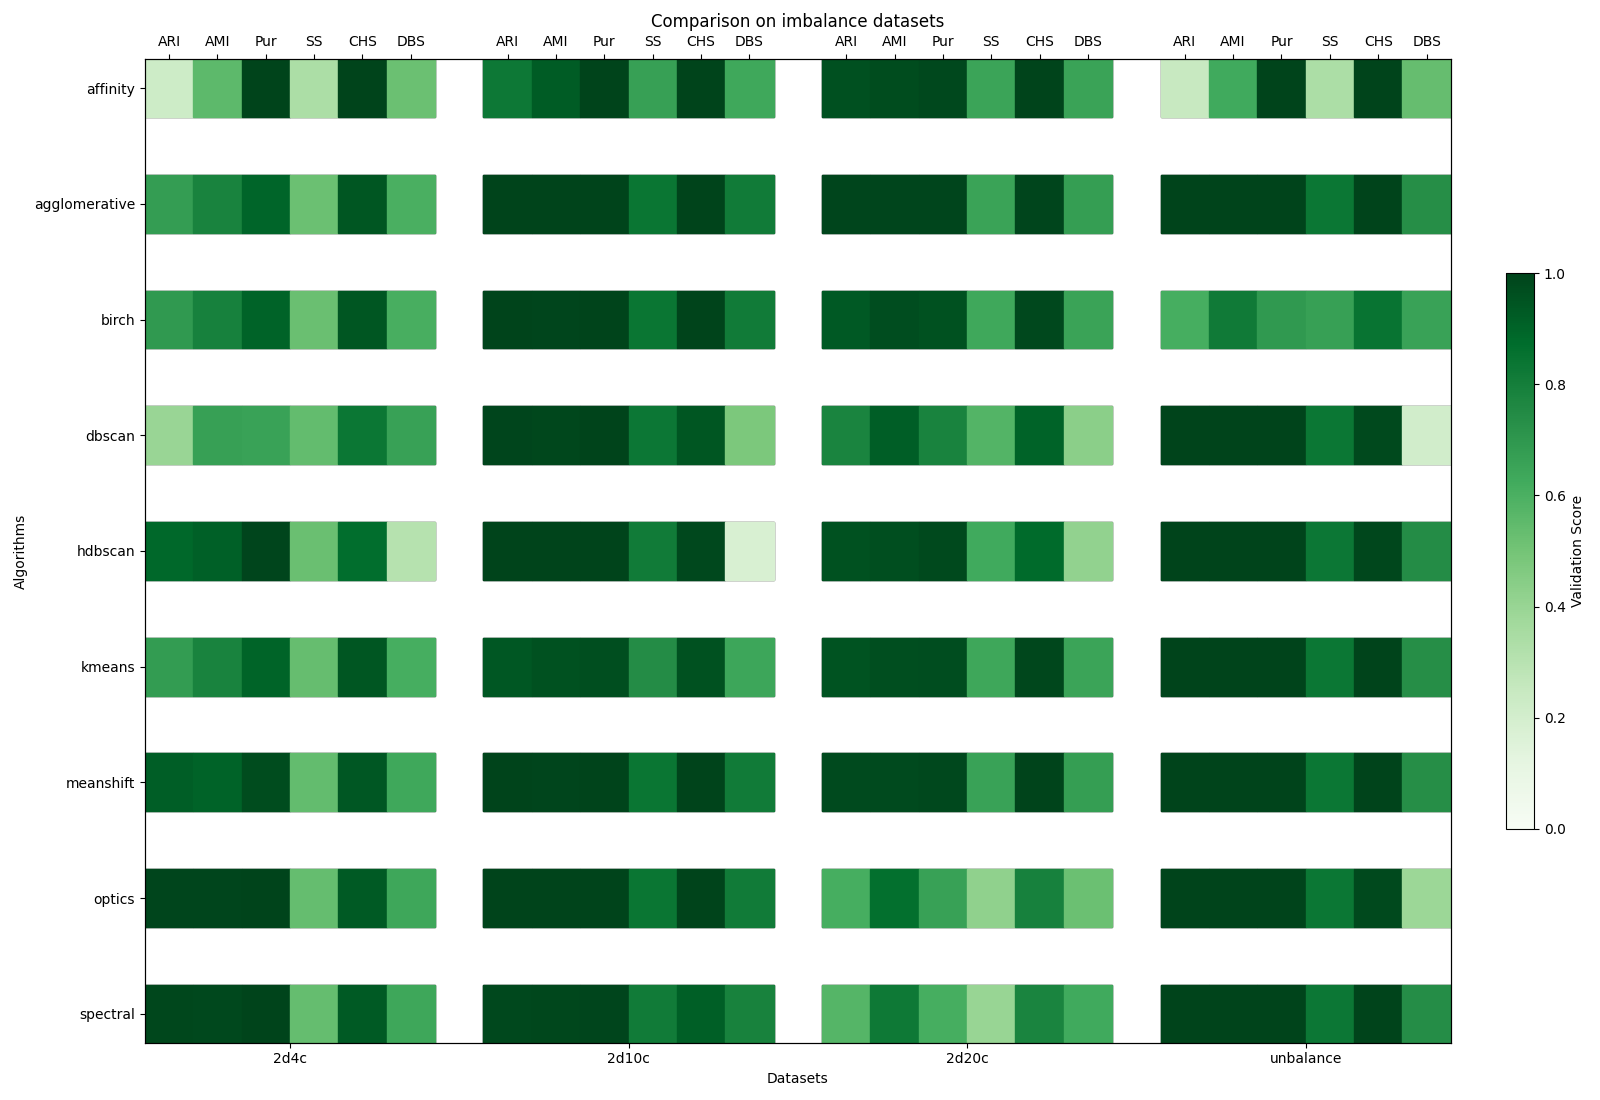 Comparison on imbalance datasets
ARI AMI Pur SS CHS DBS ARI AMI Pur SS CHS DBS ARI AMI Pur SS CHS DBS ARI AMI Pur SS CHS DBS
affinity
agglomerative
birch
dbscan
hdbscan
kmeans
meanshift
optics
spectral
Algorithms
2d4c 2d10c 2d20c unbalance
Datasets
1.0
0.8
0.6
0.4
0.2
0.0
Validation Score